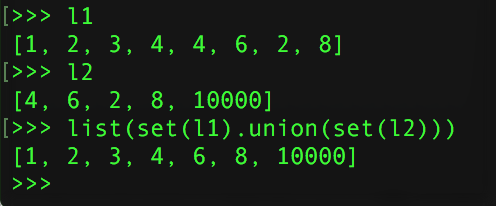 [>>> l1
[1, 2, 3, 4, 4, 6, 2, 8]
[>>> l2
[4, 6, 2, 8, 10000]
[>>> list(set(l1).union(set(l2)))
[1, 2, 3, 4, 6, 8, 10000]
>>>